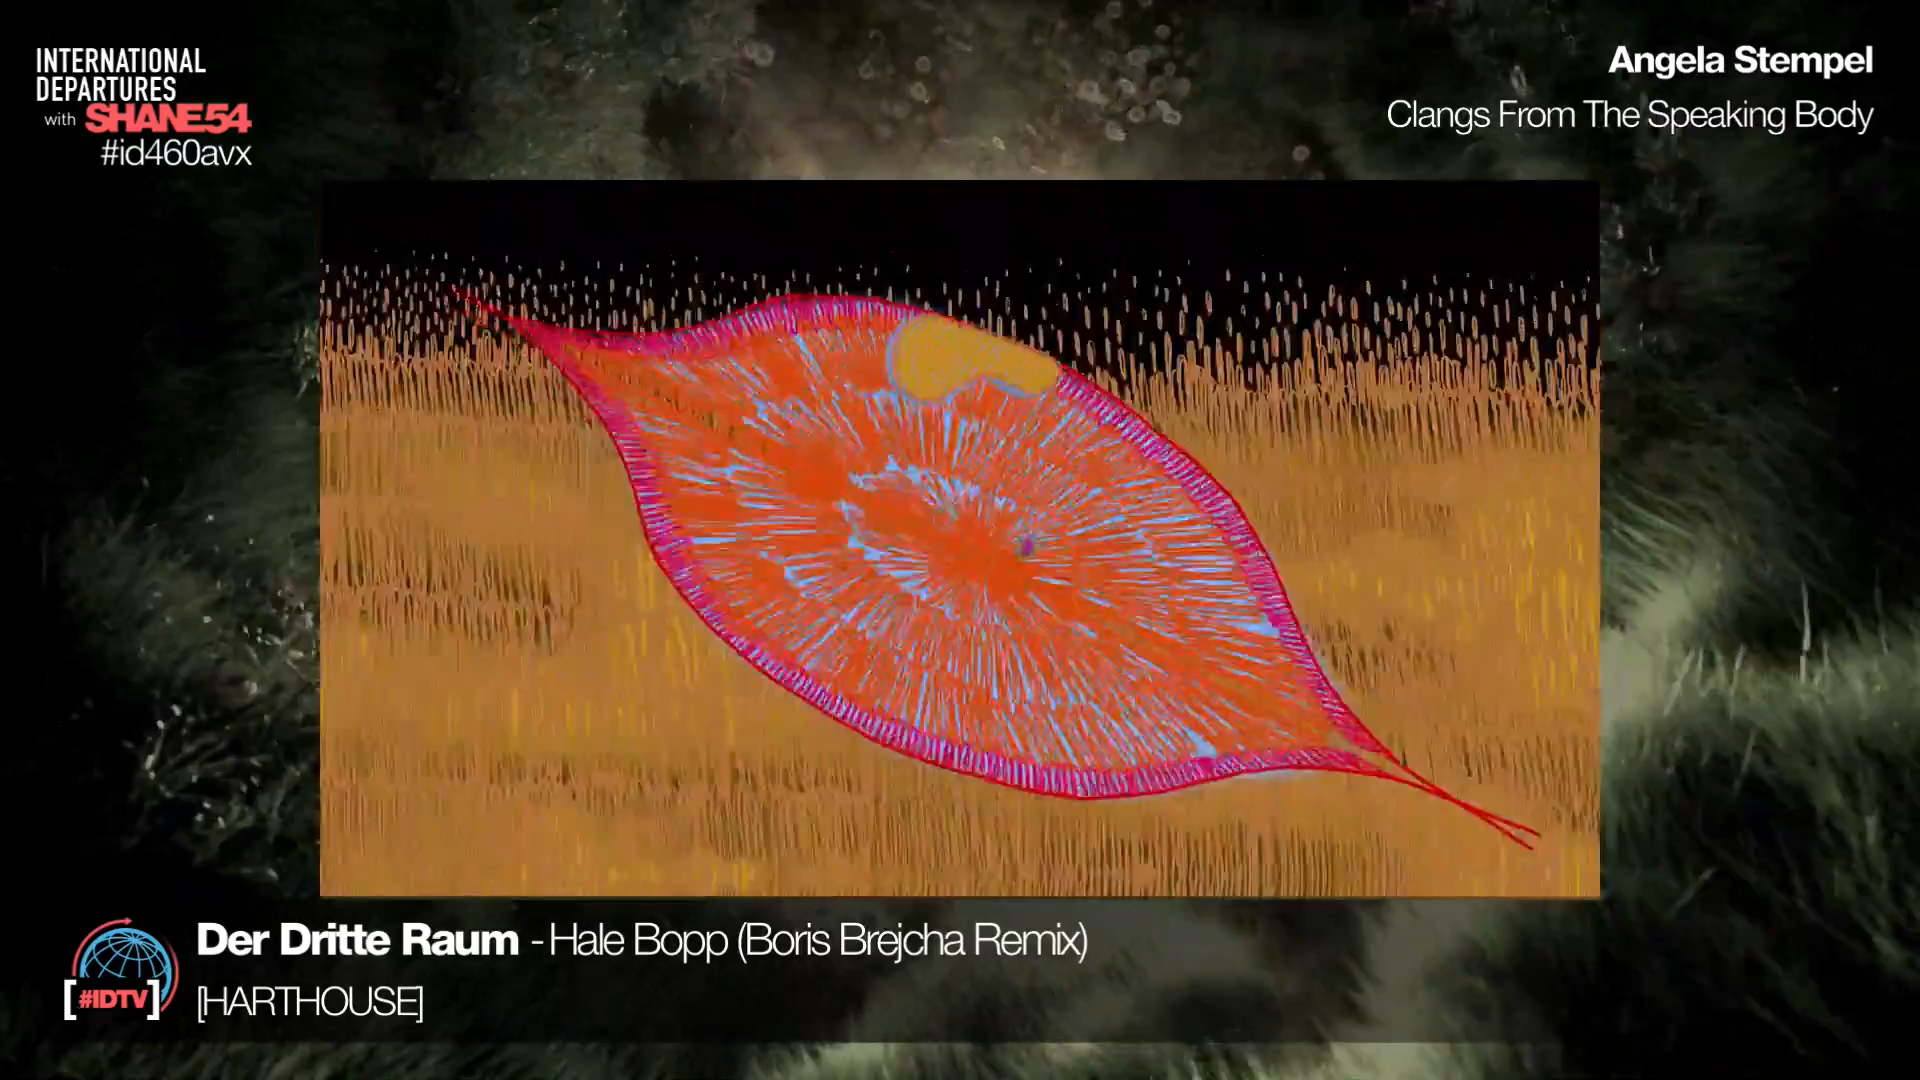 INTERNATIONAL
DEPARTURES
with SHANE54
#id460avx
Angela Stempel
Clangs From The Speaking Body
Der Dritte Raum - Hale Bopp (Boris Brejcha Remix)
[HARTHOUSE]
[#IDTV]